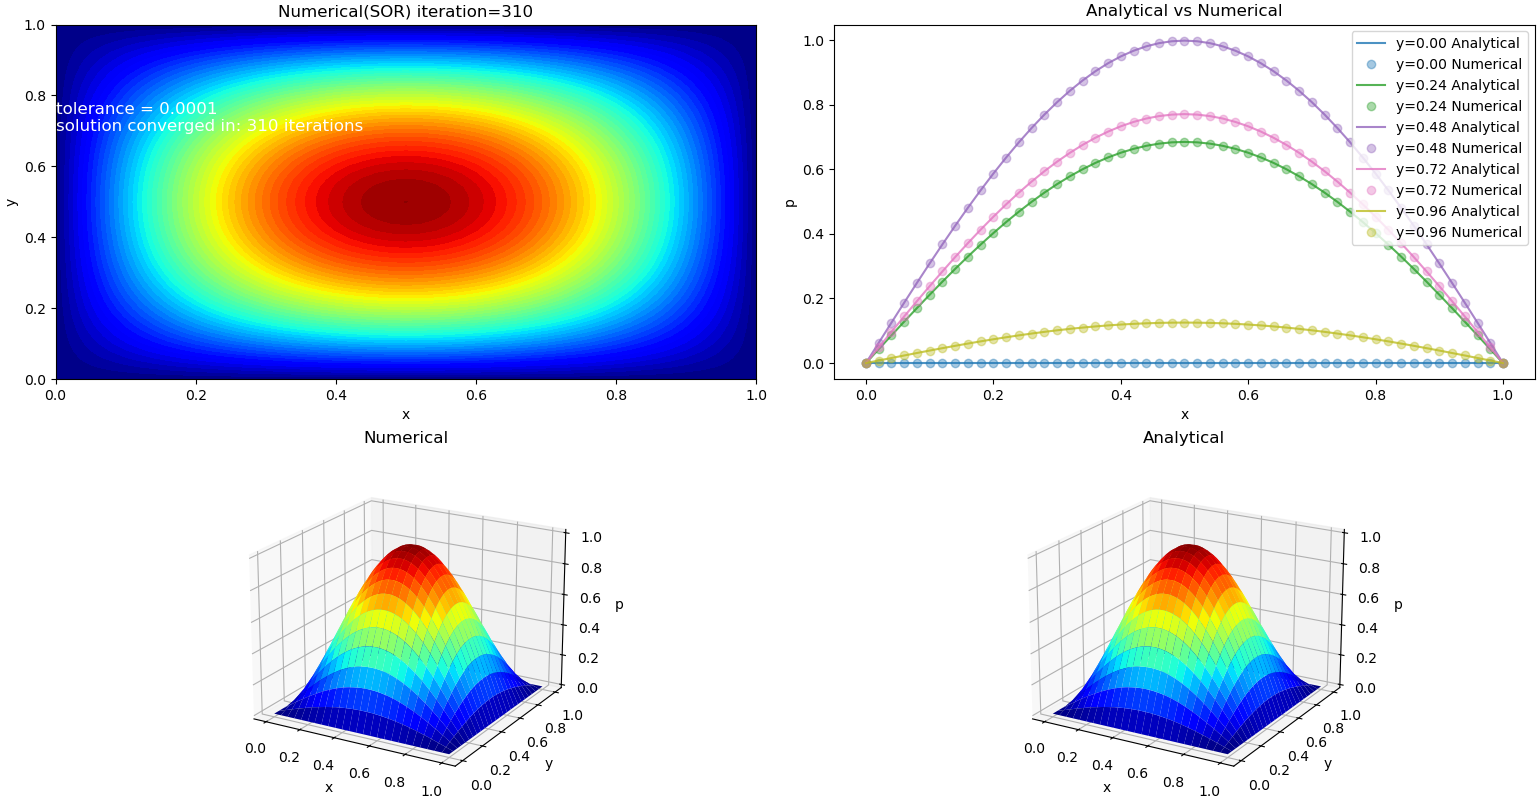 Numerical(SOR) iteration=310
1.0
0.8
0.6
0.4
0.2
0.0
y
tolerance = 0.0001
solution converged in: 310 iterations
0.0 0.2 0.4 0.6 0.8 1.0
x
Analytical vs Numerical
1.0
0.8
0.6
0.4
0.2
0.0
p
y=0.00 Analytical
y=0.00 Numerical
y=0.24 Analytical
y=0.24 Numerical
y=0.48 Analytical
y=0.48 Numerical
y=0.72 Analytical
y=0.72 Numerical
y=0.96 Analytical
y=0.96 Numerical
0.0 0.2 0.4 0.6 0.8 1.0
x
Numerical
1.0
0.8
0.6
0.4
0.2
0.0
p
0.0 0.2 0.4 0.6 0.8 1.0
x
0.0 0.2 0.4 0.6 0.8 1.0
y
Analytical
1.0
0.8
0.6
0.4
0.2
0.0
p
0.0 0.2 0.4 0.6 0.8 1.0
x
0.0 0.2 0.4 0.6 0.8 1.0
y